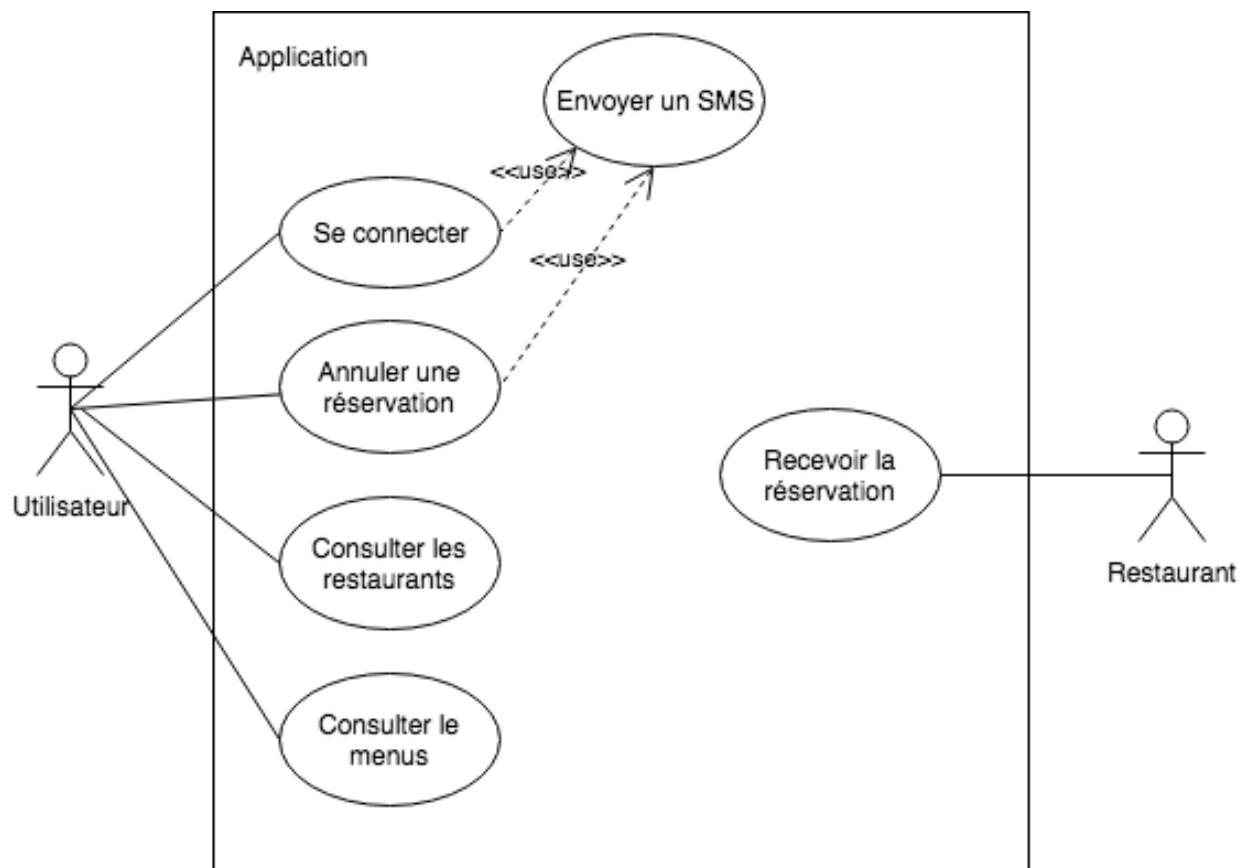 Application
Envoyer un SMS
<<use>>
Se connecter
<<use>>
Annuler une
réservation
Utilisateur
Recevoir la
réservation
Restaurant
Consulter les
restaurants
Consulter le
menus